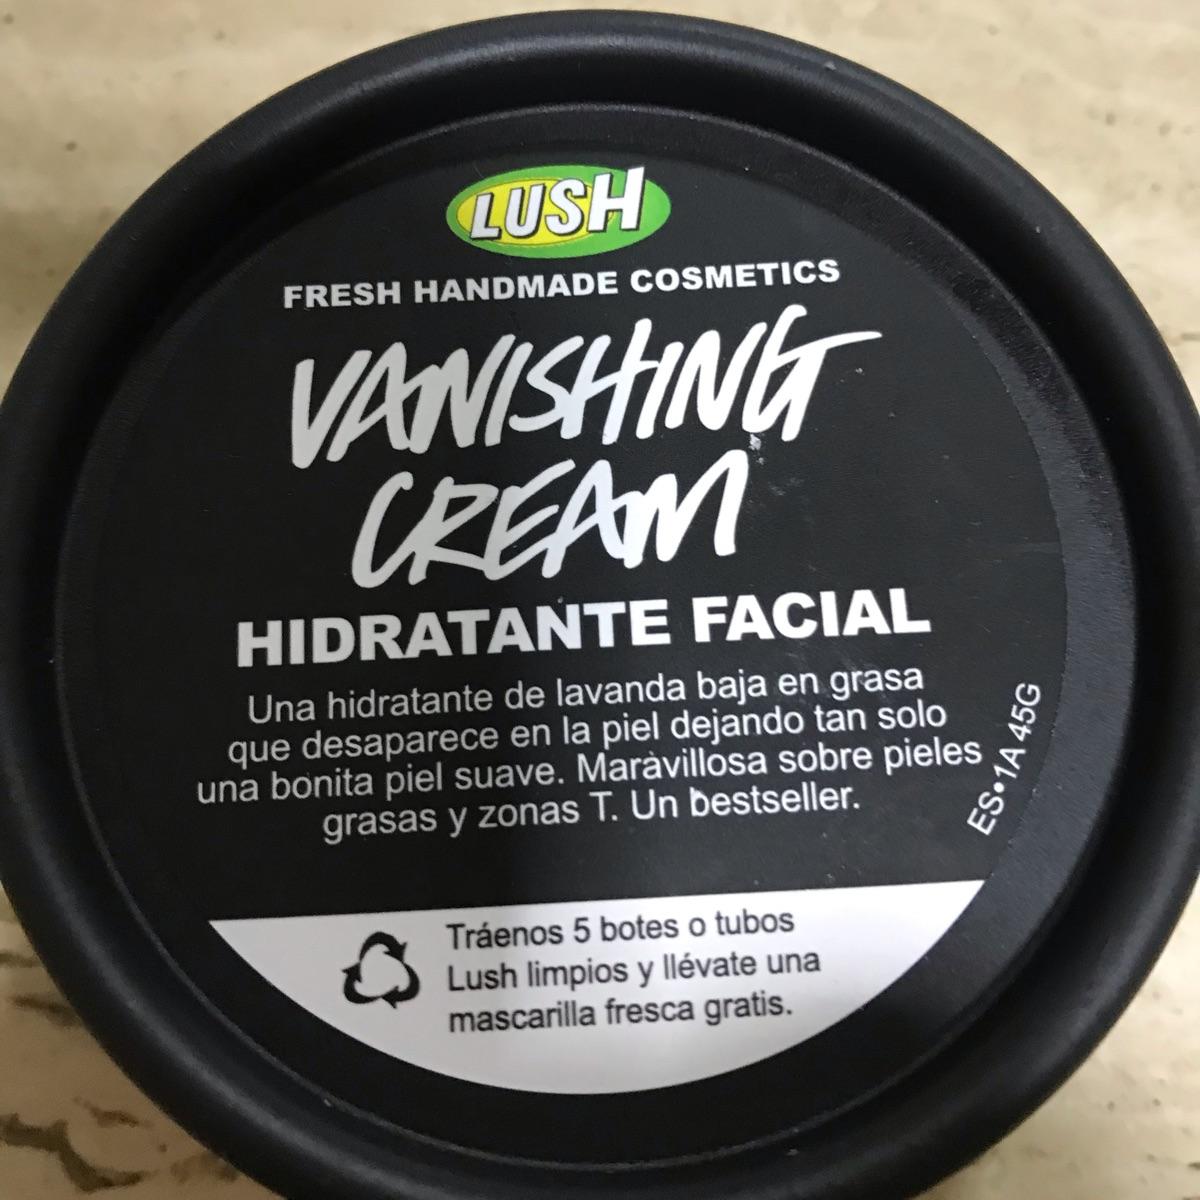 LUSH
FRESH HANDMADE COSMETICS
VANISHING
CREAM
HIDRATANTE FACIAL
Una hidratante de lavanda baja en grasa
que desaparece en la piel dejando tan solo
una bonita piel suave. Maravillosa sobre pieles
grasas y zonas T. Un bestseller.
ES•1A 45G
Tráenos 5 botes o tubos
Lush limpios y llévate una
mascarilla fresca gratis.